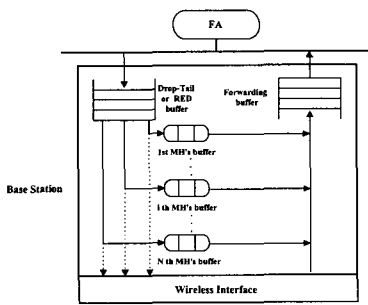 FA
Drop-Tail
or RED
buffer
Forwarding
buffer
1st MH's buffer
Base Station
i th MH's buffer
N th MH's buffer
Wireless Interface